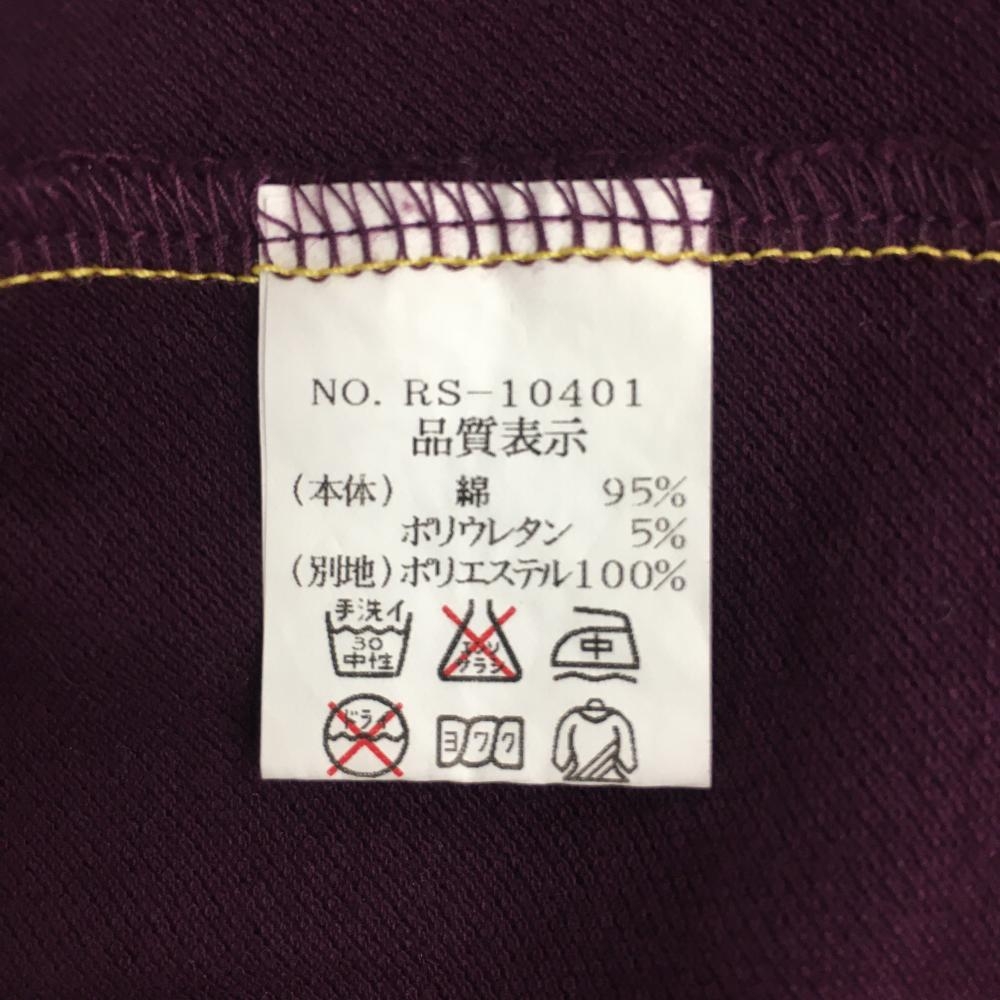 NO. RS-10401
品質表示
(本体) 綿 95%
ポリウレタン 5%
(別地)ポリエステル100%
手洗イ
30
中性
エンソ
サラシ
中
ドライ
ヨワク